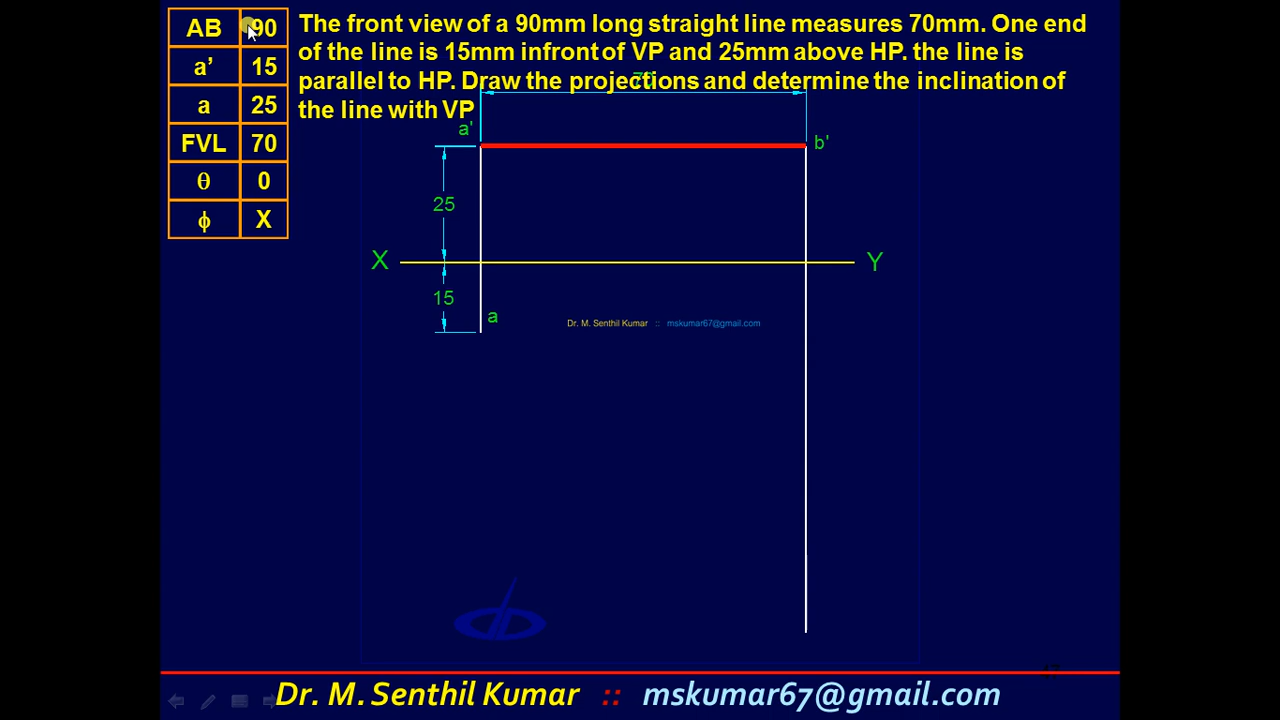 AB 90
a’ 15
a 25
FVL 70
θ 0
ϕ X
The front view of a 90mm long straight line measures 70mm. One end
of the line is 15mm infront of VP and 25mm above HP. the line is
parallel to HP. Draw the projections and determine the inclination of
the line with VP
a'
b'
25
X
Y
15
a
Dr. M. Senthil Kumar :: mskumar67@gmail.com
Dr. M. Senthil Kumar :: mskumar67@gmail.com